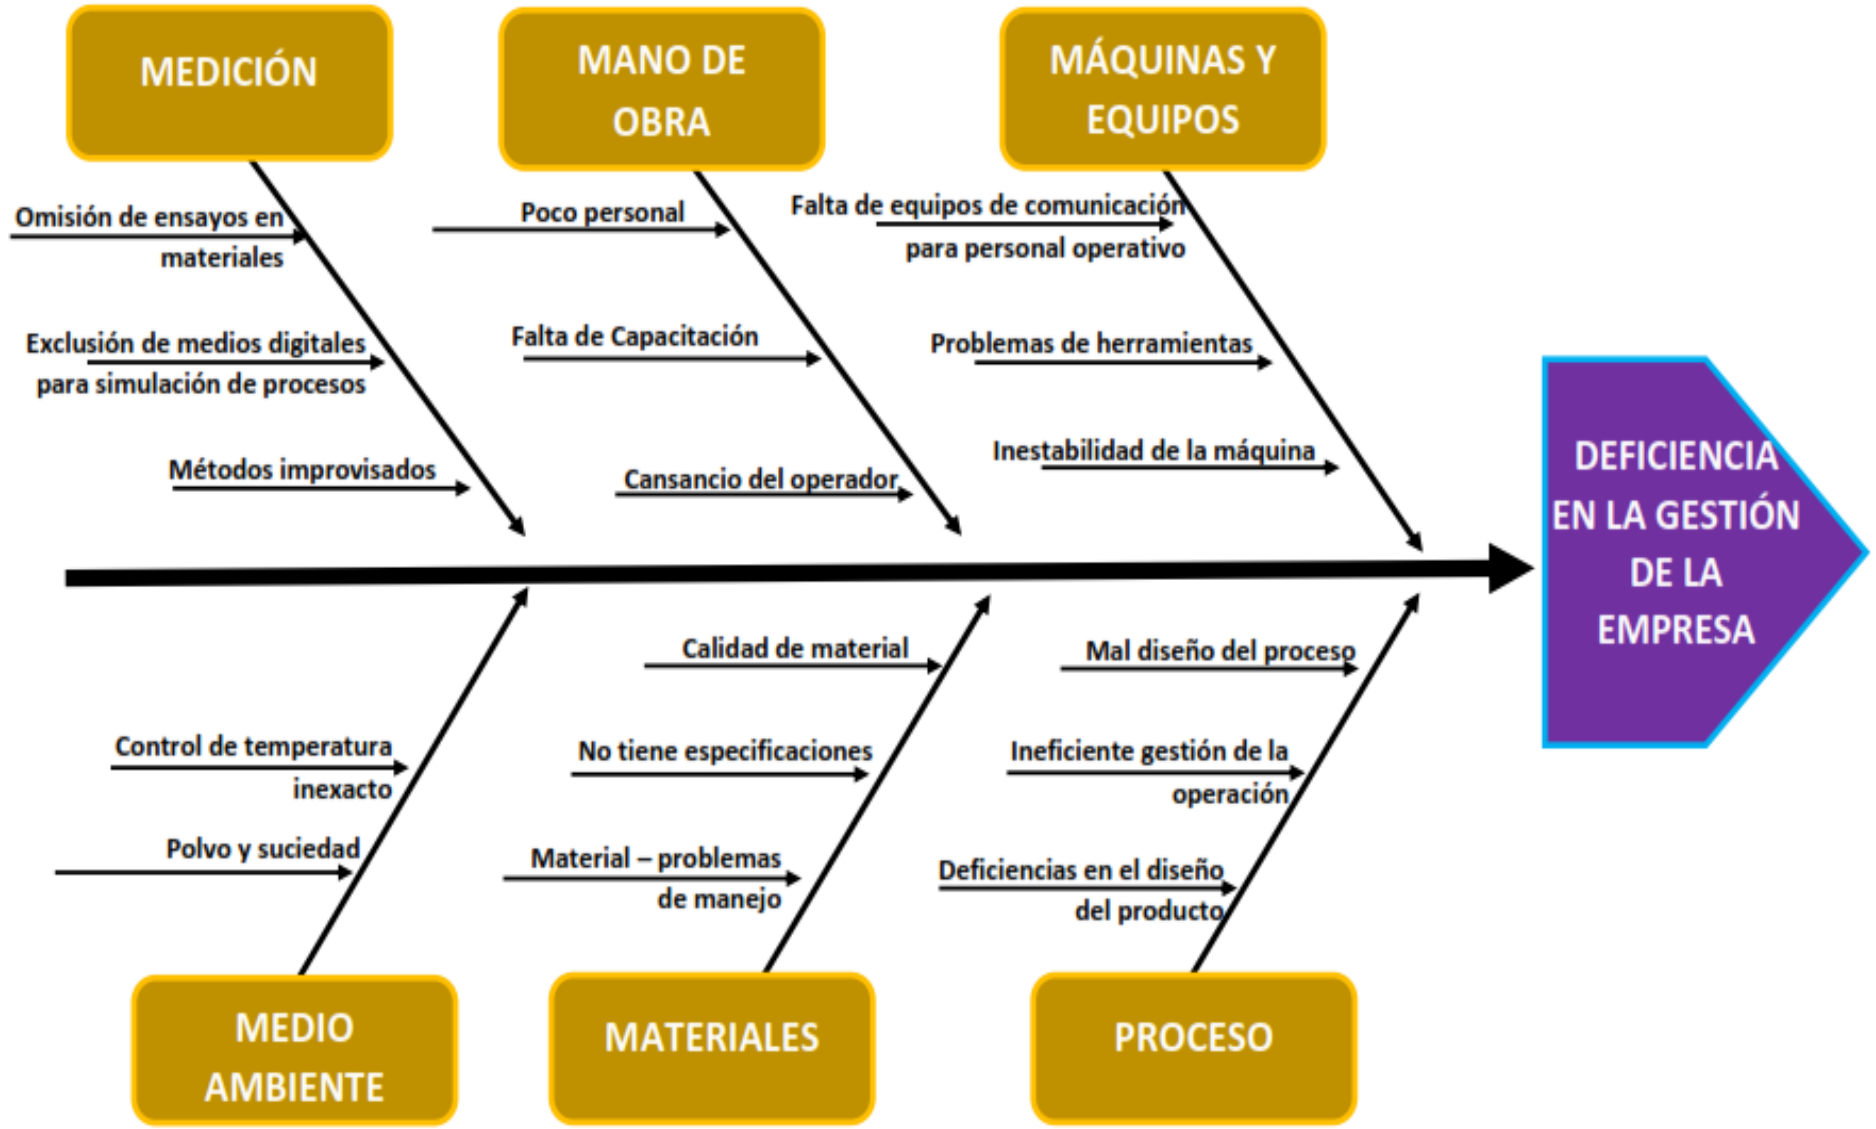 MEDICIÓN
MANO DE
OBRA
MÁQUINAS Y
EQUIPOS
Omisión de ensayos en
materiales
Exclusión de medios digitales
para simulación de procesos
Métodos improvisados
Poco personal
Falta de Capacitación
Cansancio del operador
Falta de equipos de comunicación
para personal operativo
Problemas de herramientas
Inestabilidad de la máquina
DEFICIENCIA
EN LA GESTIÓN
DE LA
EMPRESA
Control de temperatura
inexacto
Polvo y suciedad
Calidad de material
No tiene especificaciones
Material – problemas
de manejo
Mal diseño del proceso
Ineficiente gestión de la
operación
Deficiencias en el diseño
del producto
MEDIO
AMBIENTE
MATERIALES
PROCESO